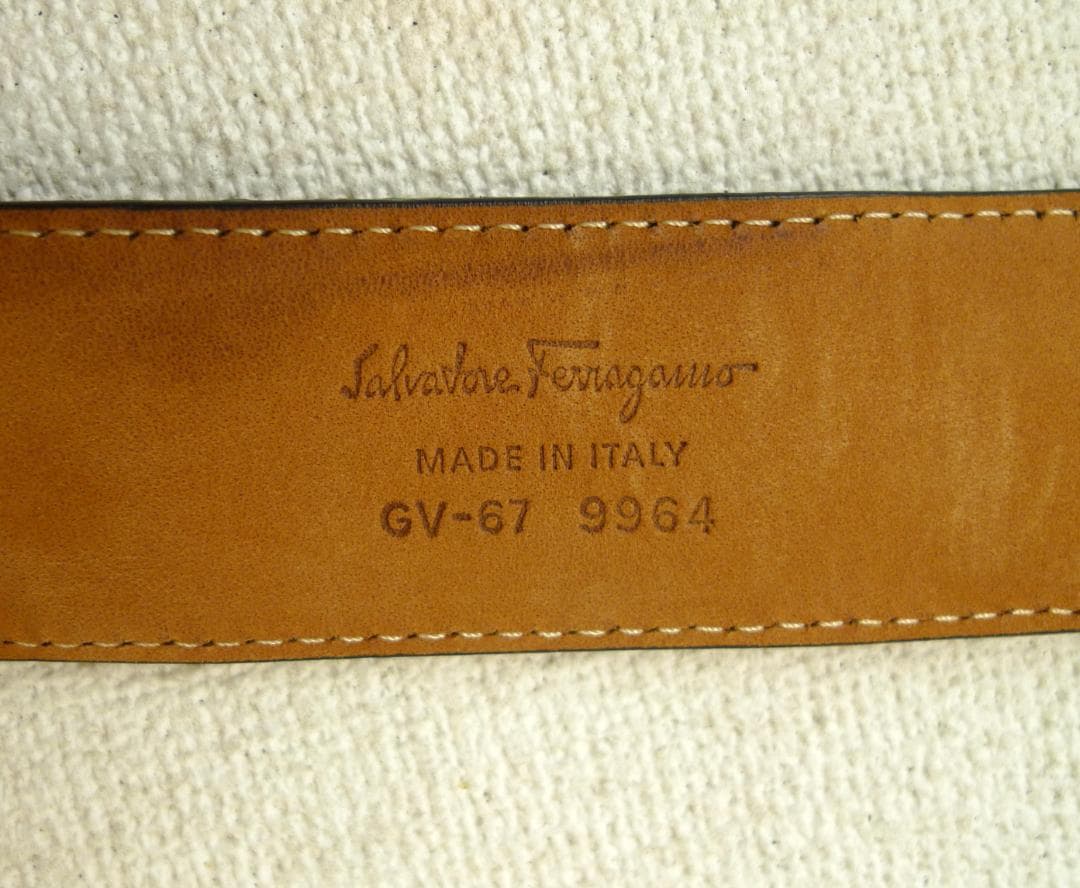 Salvatore Ferragamo
MADE IN ITALY
GV-67 9964